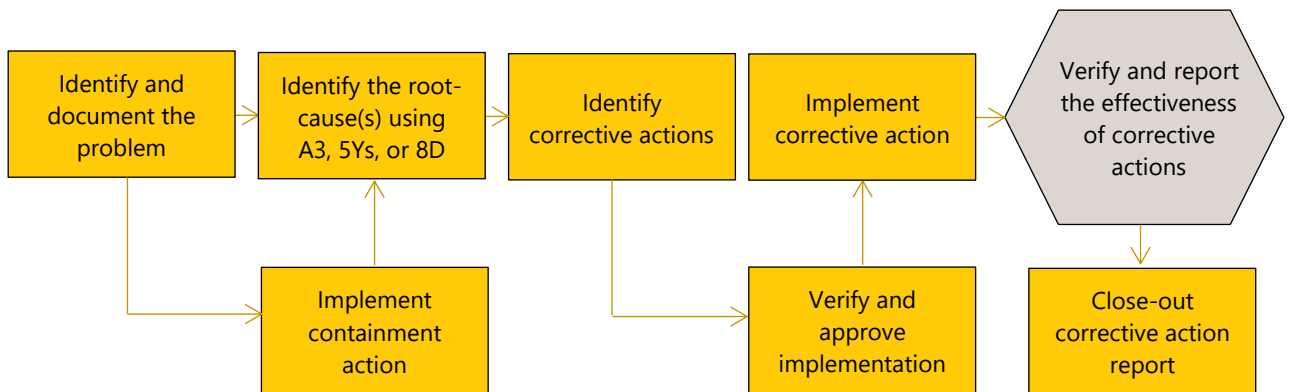 Identify and
document the
problem
Identify the root-
cause(s) using
A3, 5Ys, or 8D
Identify
corrective actions
Implement
corrective action
Verify and report
the effectiveness
of corrective
actions
Implement
containment
action
Verify and
approve
implementation
Close-out
corrective action
report